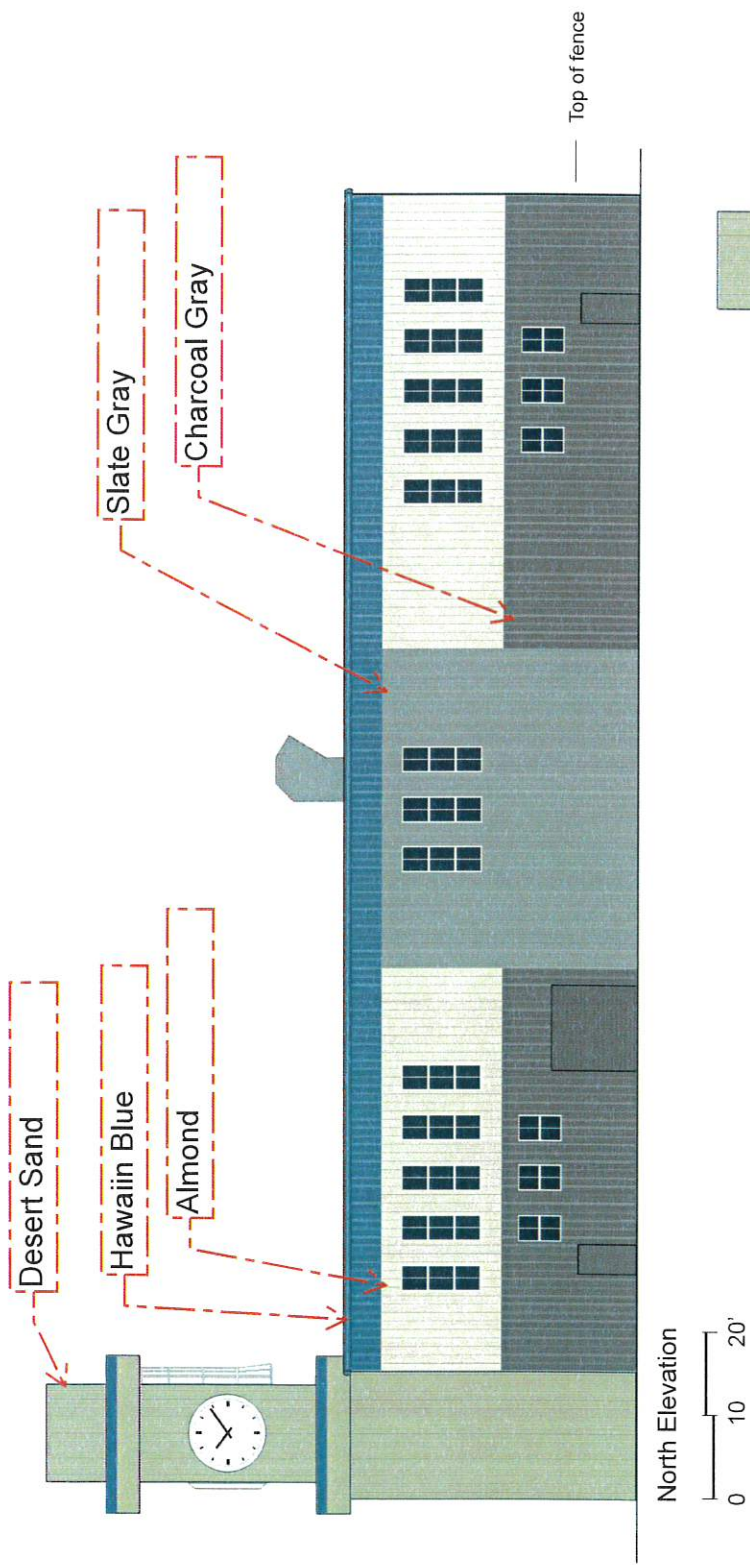 Desert Sand
Hawaiin Blue
Almond
Slate Gray
Charcoal Gray
Top of fence
North Elevation
0 10 20'